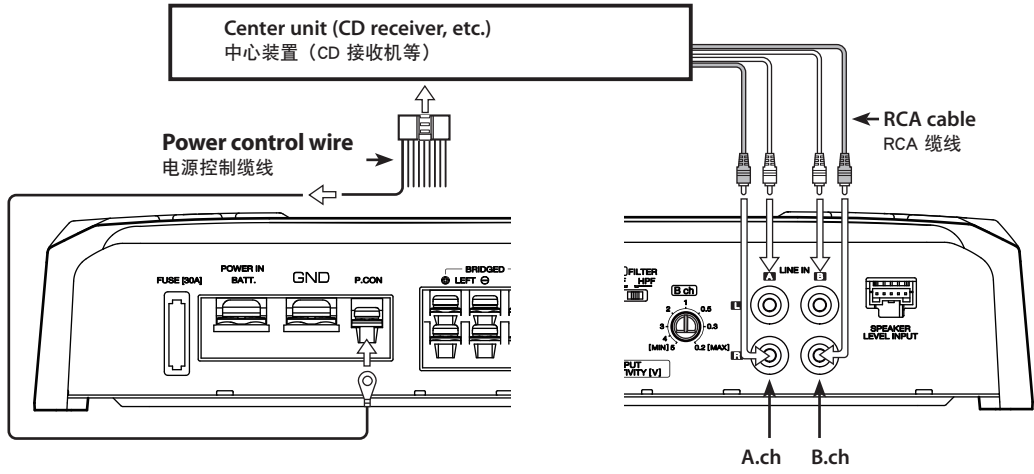 Center unit (CD receiver, etc.)
中心装置（CD 接收机等）
Power control wire
电源控制缆线
RCA cable
RCA 缆线
FUSE [30A]
POWER IN
BATT.
GND
P.CON
BRIDGED
⊕ LEFT ⊖
FILTER
F HPF
B ch
1
2
0.5
3
0.3
4
[MIN] 5
0.2 [MAX]
PUT
TIVITY [V]
A LINE IN B
L
R
SPEAKER
LEVEL INPUT
A.ch
B.ch